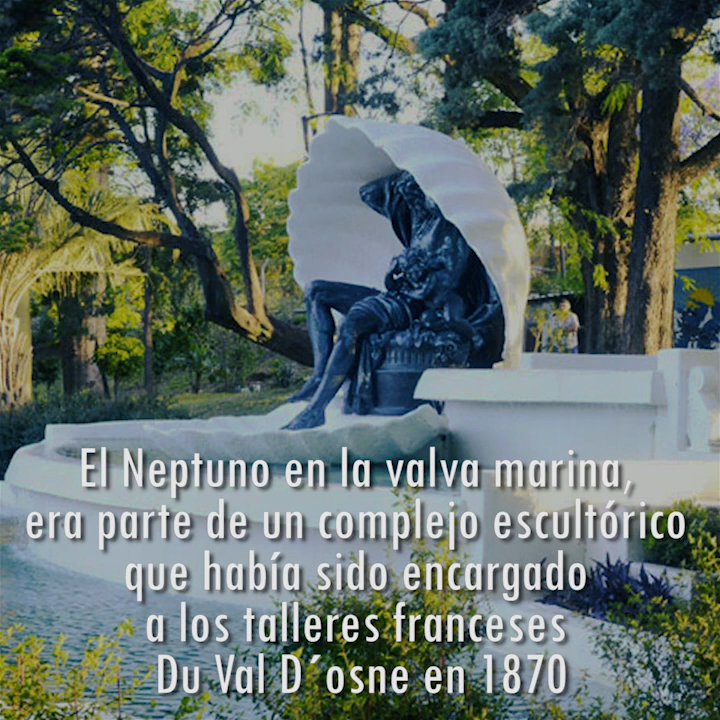 El Neptuno en la valva marina,
era parte de un complejo escultórico
que había sido encargado
a los talleres franceses
Du Val D´osne en 1870